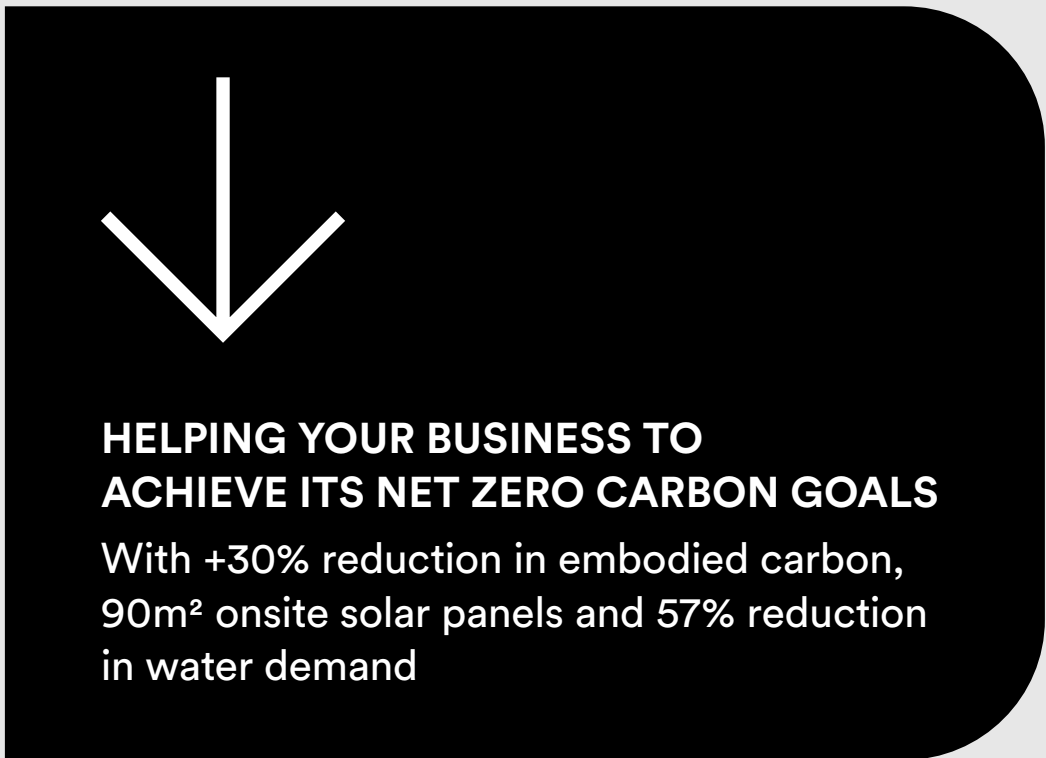 HELPING YOUR BUSINESS TO
ACHIEVE ITS NET ZERO CARBON GOALS
With +30% reduction in embodied carbon,
90m² onsite solar panels and 57% reduction
in water demand